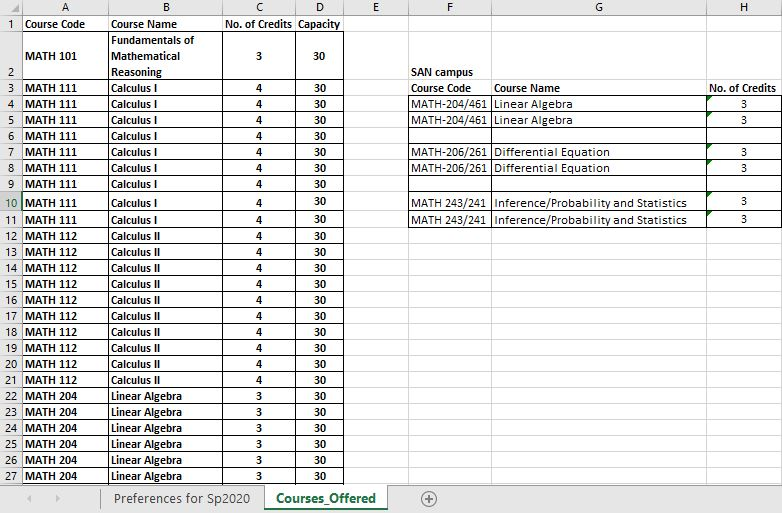 A B C D E F G H
1 Course Code Course Name No. of Credits Capacity
Fundamentals of
MATH 101 Mathematical 3 30
2 Reasoning SAN campus
3 MATH 111 Calculus I 4 30 Course Code Course Name No. of Credits
4 MATH 111 Calculus I 4 30 MATH-204/461 Linear Algebra 3
5 MATH 111 Calculus I 4 30 MATH-204/461 Linear Algebra 3
6 MATH 111 Calculus I 4 30
7 MATH 111 Calculus I 4 30 MATH-206/261 Differential Equation 3
8 MATH 111 Calculus I 4 30 MATH-206/261 Differential Equation 3
9 MATH 111 Calculus I 4 30
10 MATH 111 Calculus I 4 30 MATH 243/241 Inference/Probability and Statistics 3
11 MATH 111 Calculus I 4 30 MATH 243/241 Inference/Probability and Statistics 3
12 MATH 112 Calculus II 4 30
13 MATH 112 Calculus II 4 30
14 MATH 112 Calculus II 4 30
15 MATH 112 Calculus II 4 30
16 MATH 112 Calculus II 4 30
17 MATH 112 Calculus II 4 30
18 MATH 112 Calculus II 4 30
19 MATH 112 Calculus II 4 30
20 MATH 112 Calculus II 4 30
21 MATH 112 Calculus II 4 30
22 MATH 204 Linear Algebra 3 30
23 MATH 204 Linear Algebra 3 30
24 MATH 204 Linear Algebra 3 30
25 MATH 204 Linear Algebra 3 30
26 MATH 204 Linear Algebra 3 30
27 MATH 204 Linear Algebra 3 30
Preferences for Sp2020 Courses_Offered